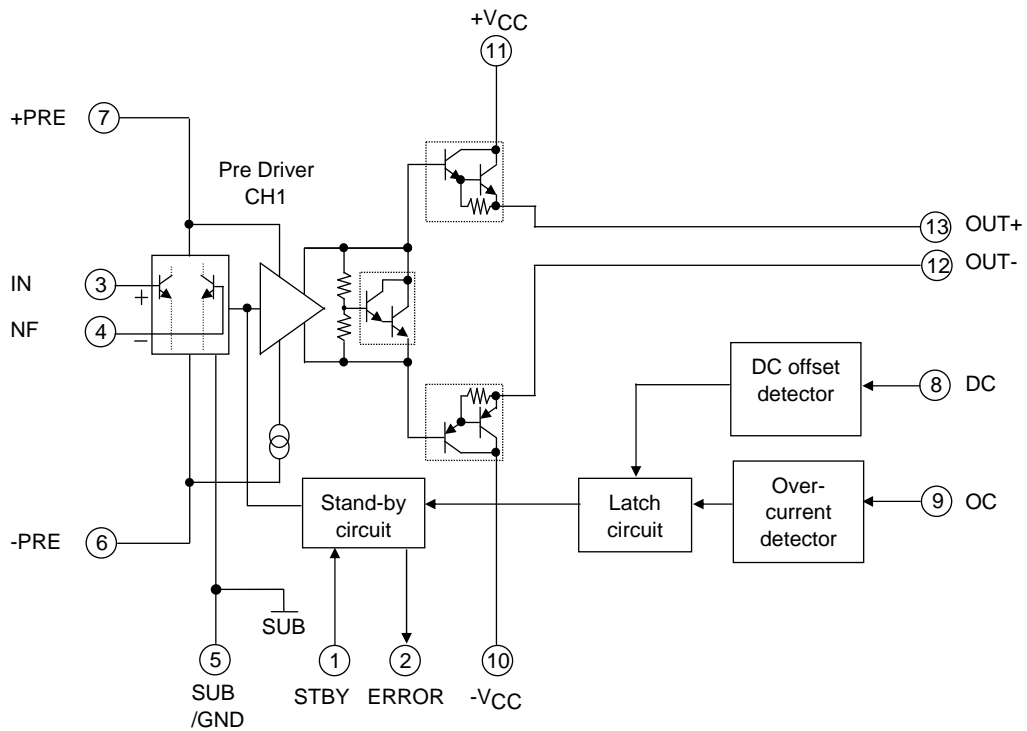 +VCC
11
+PRE
7
Pre Driver
CH1
13
OUT+
12
OUT-
IN
3
+
NF
4
−
DC offset
detector
8
DC
Stand-by
circuit
Latch
circuit
Over-
current
detector
9
OC
-PRE
6
SUB
5
1
2
10
SUB
/GND
STBY
ERROR
-VCC